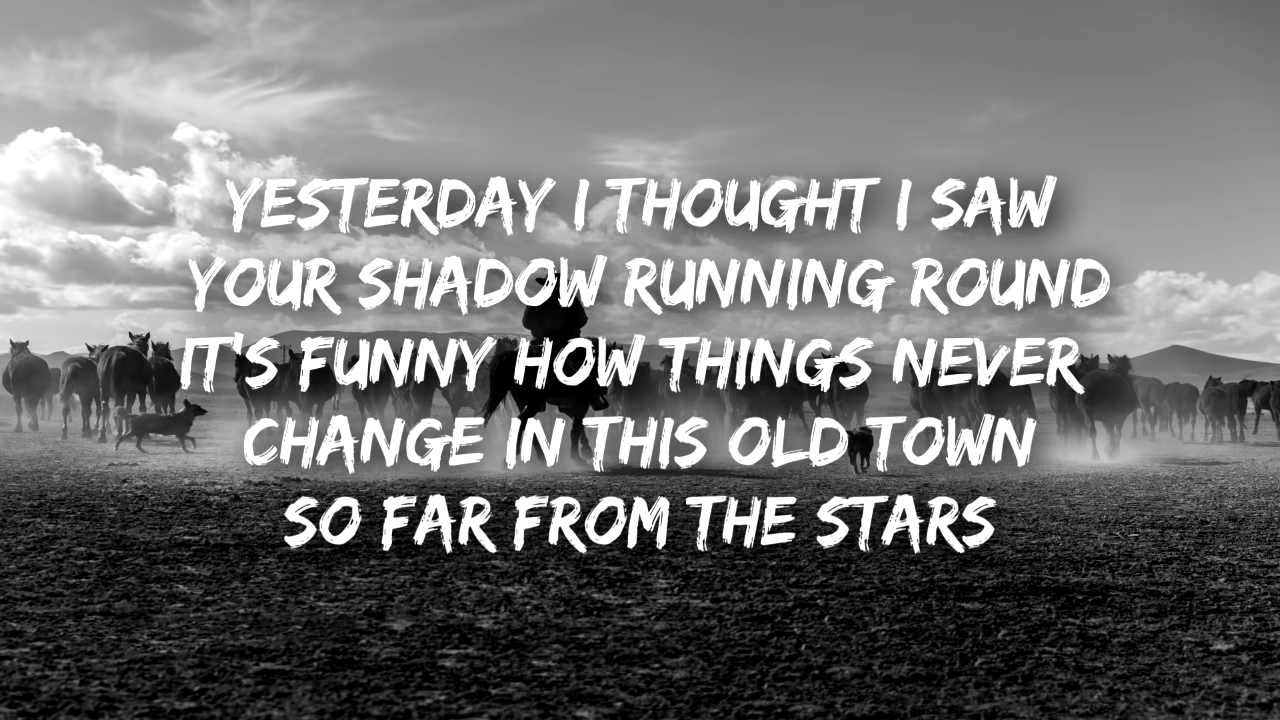 YESTERDAY I THOUGHT I SAW
YOUR SHADOW RUNNING ROUND
IT'S FUNNY HOW THINGS NEVER
CHANGE IN THIS OLD TOWN
SO FAR FROM THE STARS